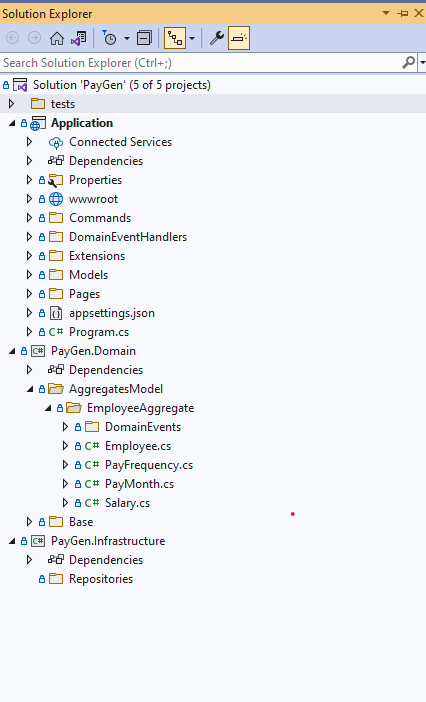 Solution Explorer
Search Solution Explorer (Ctrl+;)
Solution 'PayGen' (5 of 5 projects)
tests
Application
Connected Services
Dependencies
Properties
wwwroot
Commands
DomainEventHandlers
Extensions
Models
Pages
appsettings.json
C# Program.cs
C# PayGen.Domain
Dependencies
AggregatesModel
EmployeeAggregate
DomainEvents
C# Employee.cs
C# PayFrequency.cs
C# PayMonth.cs
C# Salary.cs
Base
C# PayGen.Infrastructure
Dependencies
Repositories